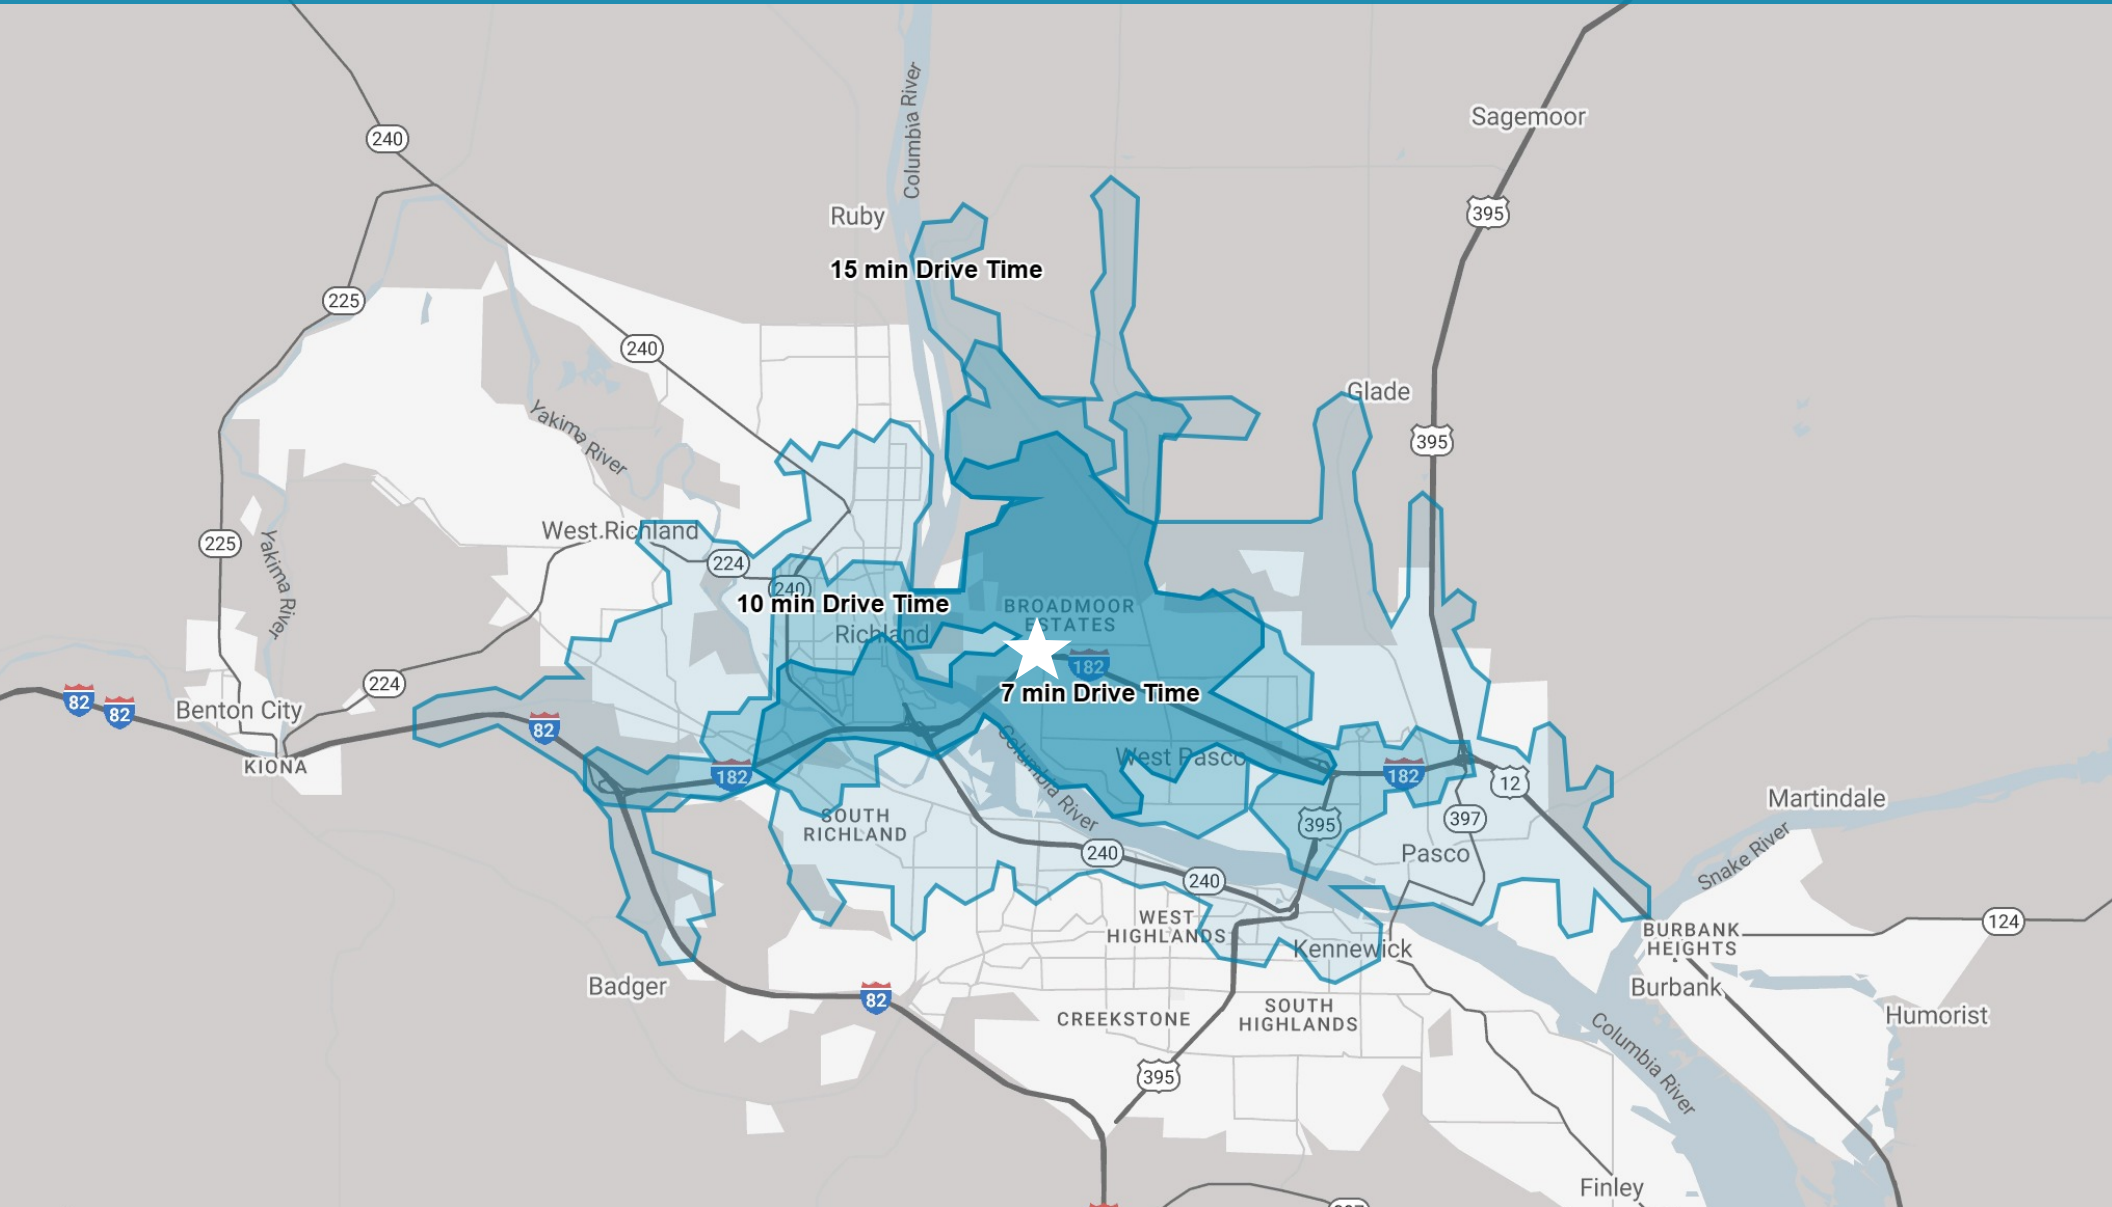 Columbia River
Sagemoor
240
395
Ruby
15 min Drive Time
225
240
Glade
395
Yakima River
West Richland
224
240
225
Yakima River
10 min Drive Time
BROADMOOR
ESTATES
Richland
182
224
7 min Drive Time
82
82
Benton City
82
KIONA
182
West Pasco
Columbia River
182
12
Martindale
SOUTH
RICHLAND
395
397
Pasco
240
Snake River
240
WEST
HIGHLANDS
Kennewick
124
BURBANK
HEIGHTS
Badger
82
Burbank
CREEKSTONE
SOUTH
HIGHLANDS
Humorist
Columbia River
395
Finley